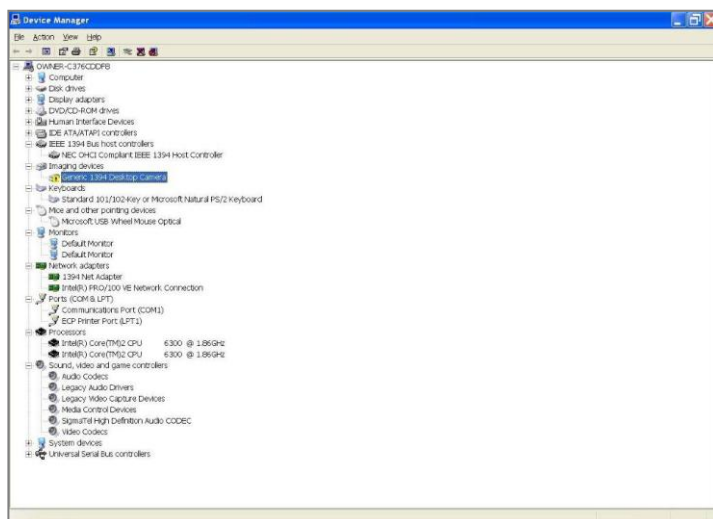 Device Manager
File Action View Help
OWNER-C376CDDFB
Computer
Disk drives
Display adapters
DVD/CD-ROM drives
Human Interface Devices
IDE ATA/ATAPI controllers
IEEE 1394 Bus host controllers
NEC OHCI Compliant IEEE 1394 Host Controller
Imaging devices
Generic 1394 Desktop Camera
Keyboards
Standard 101/102-Key or Microsoft Natural PS/2 Keyboard
Mice and other pointing devices
Microsoft USB Wheel Mouse Optical
Monitors
Default Monitor
Default Monitor
Network adapters
1394 Net Adapter
Intel(R) PRO/100 VE Network Connection
Ports (COM & LPT)
Communications Port (COM1)
ECP Printer Port (LPT1)
Processors
Intel(R) Core(TM)2 CPU 6300 @ 1.86GHz
Intel(R) Core(TM)2 CPU 6300 @ 1.86GHz
Sound, video and game controllers
Audio Codecs
Legacy Audio Drivers
Legacy Video Capture Devices
Media Control Devices
SigmaTel High Definition Audio CODEC
Video Codecs
System devices
Universal Serial Bus controllers